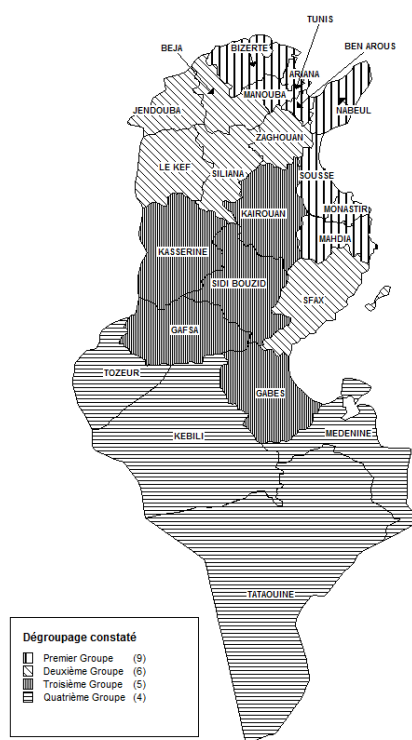 TUNIS
BEJA
BIZERTE
BEN AROUS
ARIANA
MANOUBA
NABEUL
JENDOUBA
ZAGHOUAN
LE KEF
SILIANA
SOUSSE
KAIROUAN
MONASTIR
MAHDIA
KASSERINE
SIDI BOUZID
SFAX
GAFSA
TOZEUR
GABES
KEBILI
MEDENINE
TATAOUINE
Dégroupage constaté
Premier Groupe (9)
Deuxième Groupe (6)
Troisième Groupe (5)
Quatrième Groupe (4)